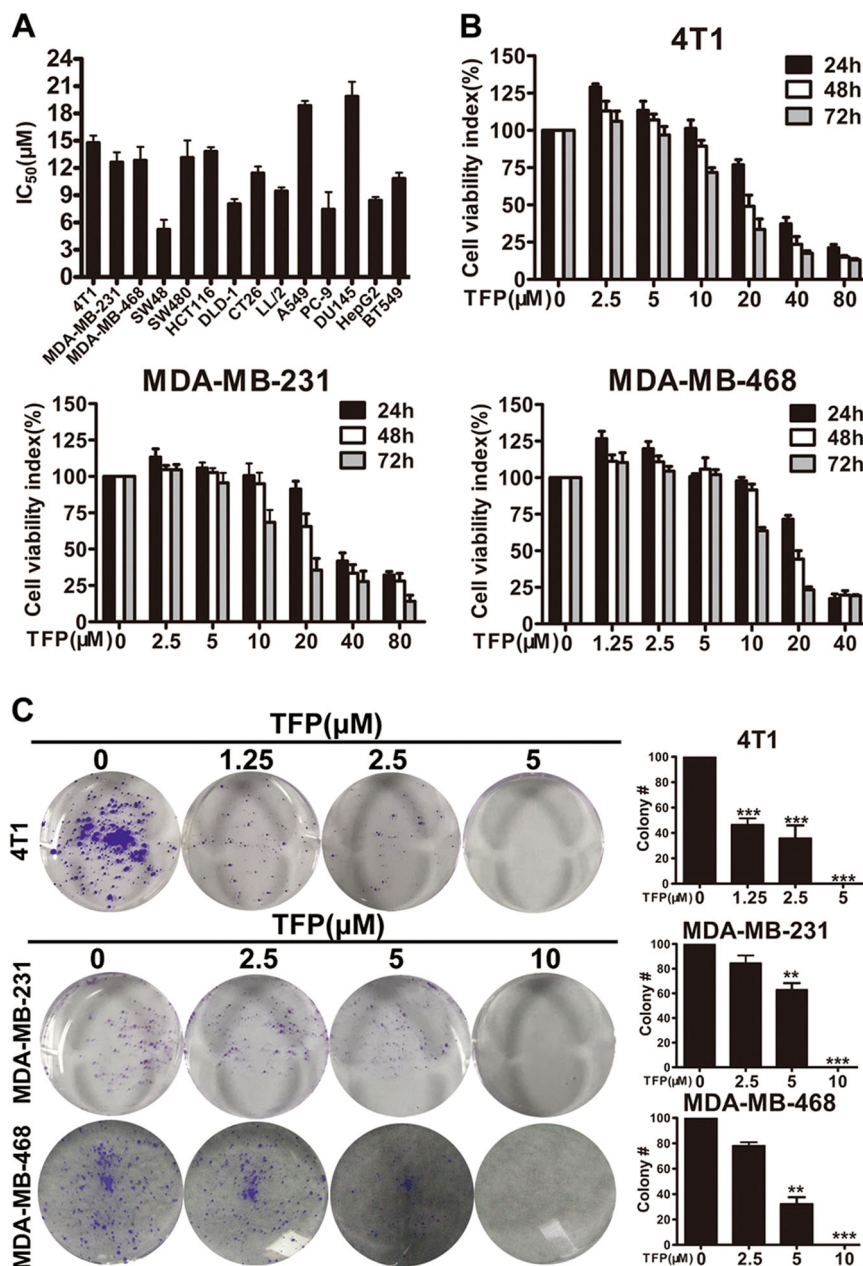 A
IC50(μM)
24
21
18
15
12
9
6
3
0
4T1
MDA-MB-231
MDA-MB-468
SW48
SW480
HCT116
DLD-1
CT26
LL/2
A549
PC-9
DU145
HepG2
BT549
B
4T1
Cell viability index(%)
150
125
100
75
50
25
0
24h
48h
72h
TFP(μM) 0 2.5 5 10 20 40 80
MDA-MB-231
Cell viability index(%)
150
125
100
75
50
25
0
24h
48h
72h
TFP(μM) 0 2.5 5 10 20 40 80
MDA-MB-468
Cell viability index(%)
150
125
100
75
50
25
0
24h
48h
72h
TFP(μM) 0 1.25 2.5 5 10 20 40
C
TFP(μM)
0 1.25 2.5 5
4T1
TFP(μM)
0 2.5 5 10
MDA-MB-231
MDA-MB-468
4T1
Colony #
100
80
60
40
20
0
*** *** ***
TFP(μM) 0 1.25 2.5 5
MDA-MB-231
Colony #
100
80
60
40
20
0
** ***
TFP(μM) 0 2.5 5 10
MDA-MB-468
Colony #
100
80
60
40
20
0
** ***
TFP(μM) 0 2.5 5 10